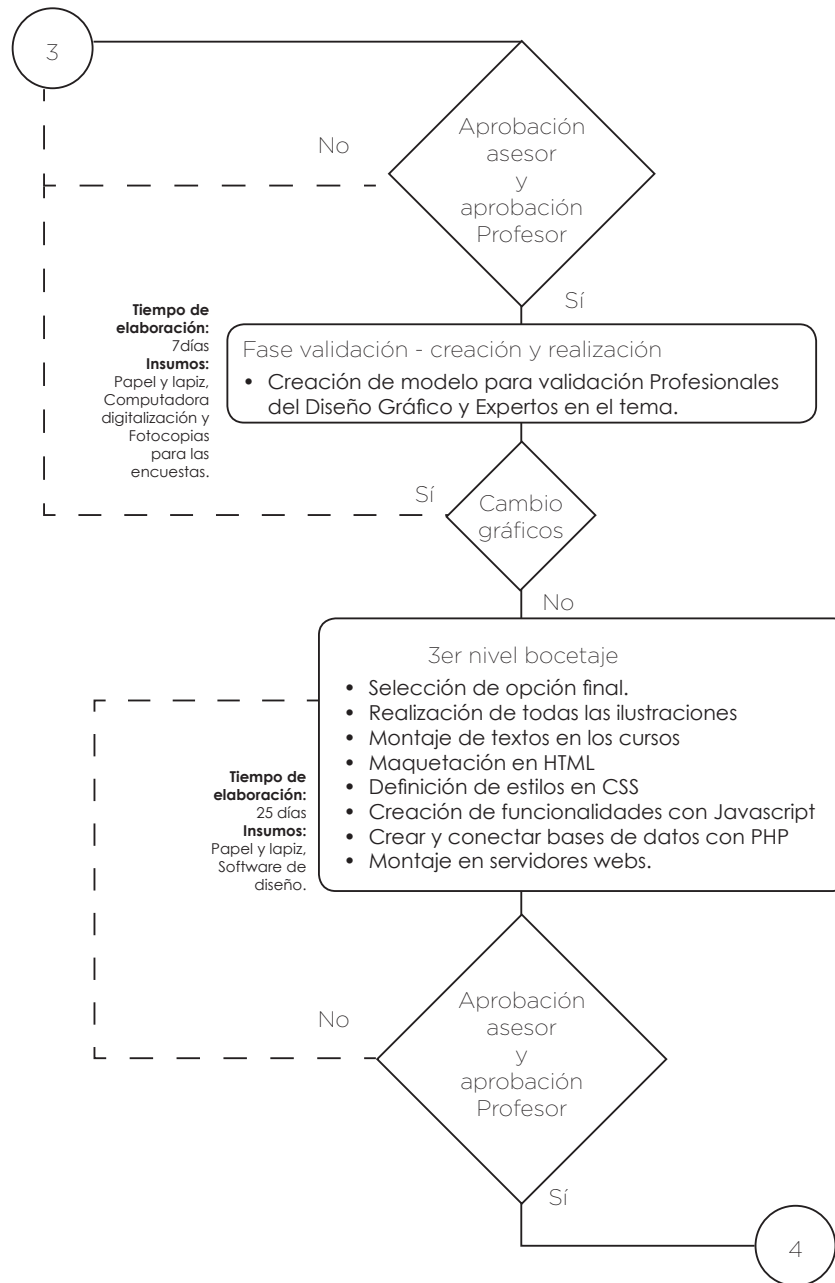 3
Aprobación
asesor
y
aprobación
Profesor
No
Sí
Tiempo de
elaboración:
7días
Insumos:
Papel y lapiz,
Computadora
digitalización y
Fotocopias
para las
encuestas.
Fase validación - creación y realización
• Creación de modelo para validación Profesionales
del Diseño Gráfico y Expertos en el tema.
Sí
Cambio
gráficos
No
3er nivel bocetaje
• Selección de opción final.
• Realización de todas las ilustraciones
• Montaje de textos en los cursos
• Maquetación en HTML
• Definición de estilos en CSS
• Creación de funcionalidades con Javascript
• Crear y conectar bases de datos con PHP
• Montaje en servidores webs.
Tiempo de
elaboración:
25 días
Insumos:
Papel y lapiz,
Software de
diseño.
No
Aprobación
asesor
y
aprobación
Profesor
Sí
4